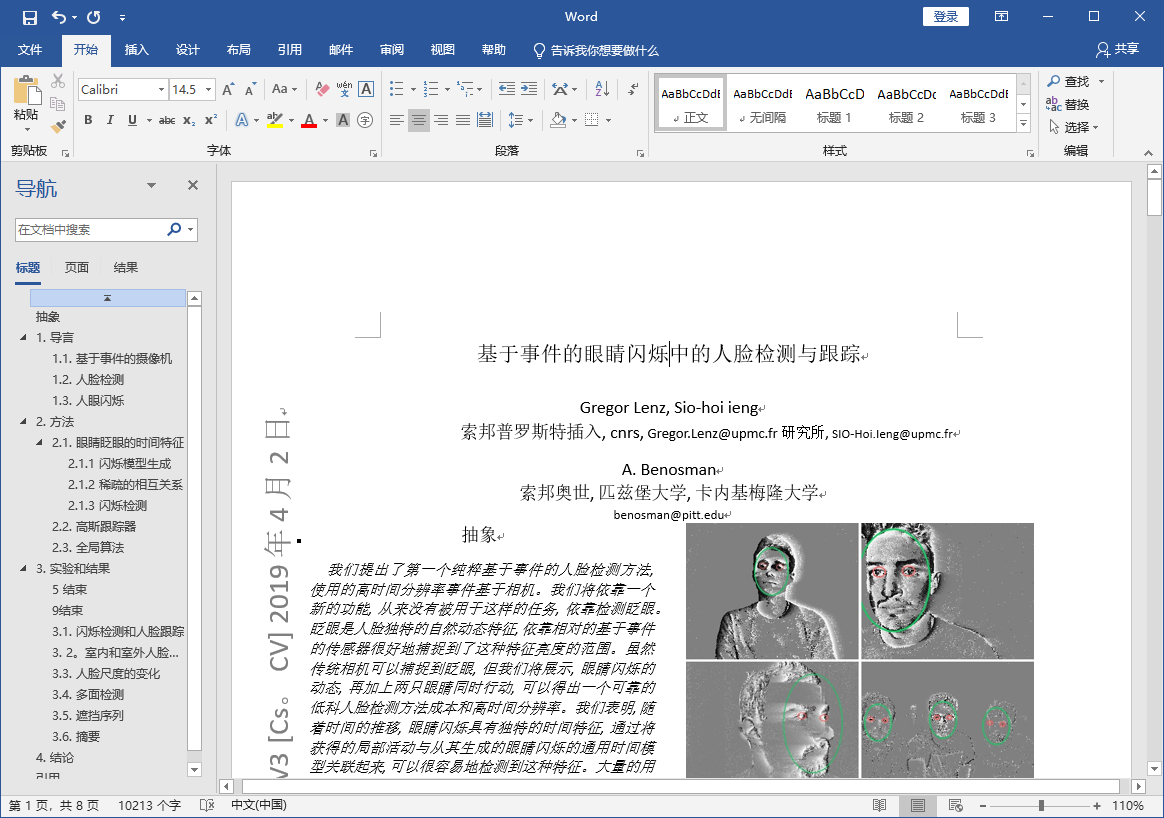 Word
登录
文件 开始 插入 设计 布局 引用 邮件 审阅 视图 帮助 告诉我你想要做什么 共享
粘贴
Calibri 14.5
Aa
wén 文 A
B I U abc X₂ X²
A ab A A 字
AaBbCcDdE AaBbCcDdE AaBbCcD AaBbCcDc AaBbCcDdE
正文 无间隔 标题 1 标题 2 标题 3
查找
替换
选择
剪贴板 字体 段落 样式 编辑
导航
在文档中搜索
标题 页面 结果
抽象
1. 导言
1.1. 基于事件的摄像机
1.2. 人脸检测
1.3. 人眼闪烁
2. 方法
2.1. 眼睛眨眼的时间特征
2.1.1 闪烁模型生成
2.1.2 稀疏的相互关系
2.1.3 闪烁检测
2.2. 高斯跟踪器
2.3. 全局算法
3. 实验和结果
5 结束
9结束
3.1. 闪烁检测和人脸跟踪
3. 2。室内和室外人脸...
3.3. 人脸尺度的变化
3.4. 多面检测
3.5. 遮挡序列
3.6. 摘要
4. 结论
引用
基于事件的眼睛闪烁中的人脸检测与跟踪
Gregor Lenz, Sio-hoi ieng
索邦普罗斯特插入, cnrs, Gregor.Lenz@upmc.fr 研究所, SIO-Hoi.Ieng@upmc.fr
A. Benosman
索邦奥世, 匹兹堡大学, 卡内基梅隆大学
benosman@pitt.edu
V3 [Cs。 CV] 2019 年 4 月 2 日
抽象
我们提出了第一个纯粹基于事件的人脸检测方法,
使用的高时间分辨率事件基于相机。我们将依靠一个
新的功能, 从来没有被用于这样的任务, 依靠检测眨眼。
眨眼是人脸独特的自然动态特征, 依靠相对的基于事件
的传感器很好地捕捉到了这种特征亮度的范围。虽然
传统相机可以捕捉到眨眼, 但我们将展示, 眼睛闪烁的
动态, 再加上两只眼睛同时行动, 可以得出一个可靠的
低科人脸检测方法成本和高时间分辨率。我们表明, 随
着时间的推移, 眼睛闪烁具有独特的时间特征, 通过将
获得的局部活动与从其生成的眼睛闪烁的通用时间模
型关联起来, 可以很容易地检测到这种特征。大量的用
第 1 页，共 8 页 10213 个字 中文(中国) 110%